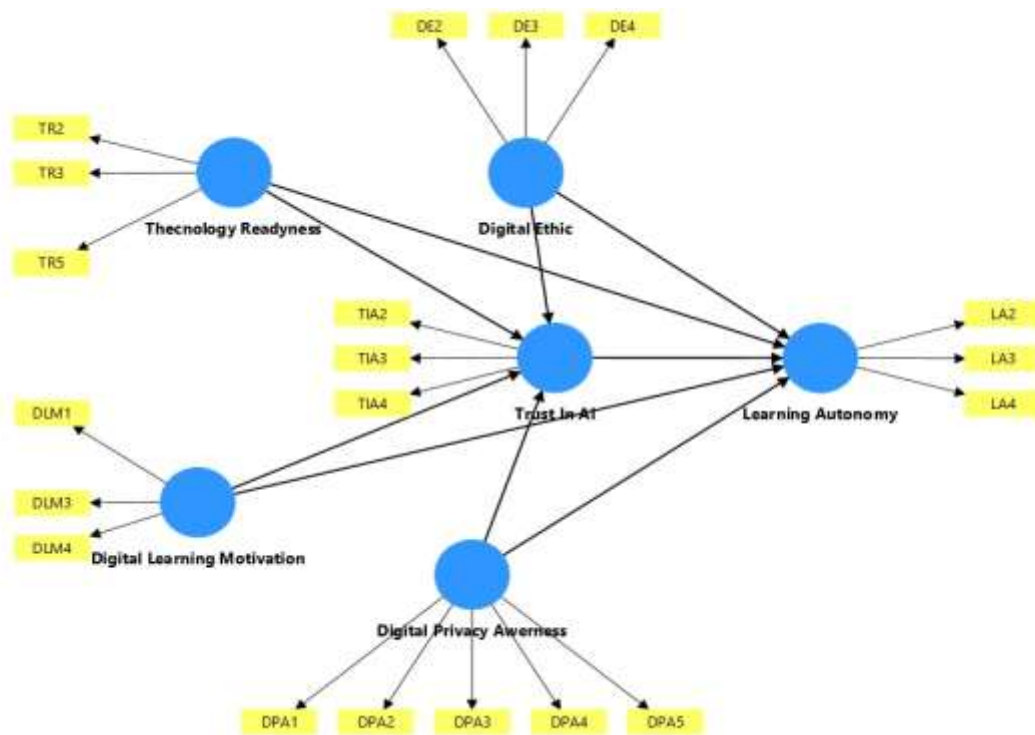 DE2
DE3
DE4
TR2
TR3
TR5
Thecnology Readyness
Digital Ethic
TIA2
TIA3
TIA4
Trust In AI
LA2
LA3
LA4
Learning Autonomy
DLM1
DLM3
DLM4
Digital Learning Motivation
Digital Privacy Awerness
DPA1
DPA2
DPA3
DPA4
DPA5